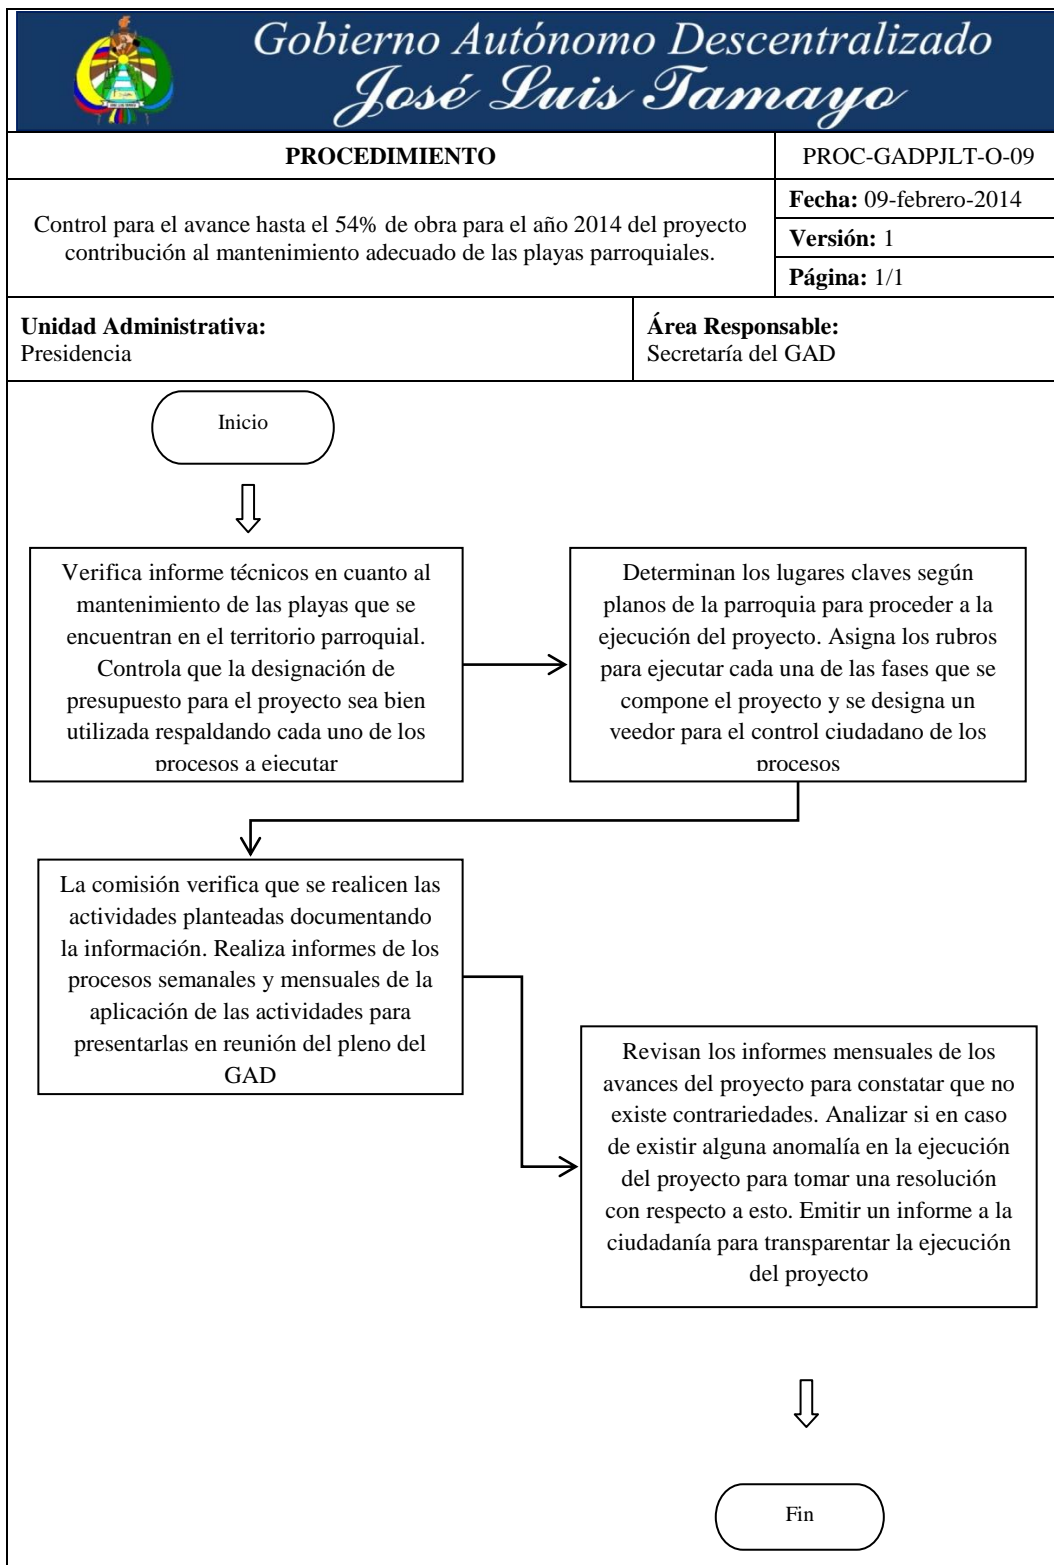 Gobierno Autónomo Descentralizado
José Luis Tamayo
PROCEDIMIENTO
PROC-GADPJLT-O-09
Control para el avance hasta el 54% de obra para el año 2014 del proyecto
contribución al mantenimiento adecuado de las playas parroquiales.
Fecha: 09-febrero-2014
Versión: 1
Página: 1/1
Unidad Administrativa:
Presidencia
Área Responsable:
Secretaría del GAD
Inicio
Verifica informe técnicos en cuanto al
mantenimiento de las playas que se
encuentran en el territorio parroquial.
Controla que la designación de
presupuesto para el proyecto sea bien
utilizada respaldando cada uno de los
procesos a ejecutar
Determinan los lugares claves según
planos de la parroquia para proceder a la
ejecución del proyecto. Asigna los rubros
para ejecutar cada una de las fases que se
compone el proyecto y se designa un
veedor para el control ciudadano de los
procesos
La comisión verifica que se realicen las
actividades planteadas documentando
la información. Realiza informes de los
procesos semanales y mensuales de la
aplicación de las actividades para
presentarlas en reunión del pleno del
GAD
Revisan los informes mensuales de los
avances del proyecto para constatar que no
existe contrariedades. Analizar si en caso
de existir alguna anomalía en la ejecución
del proyecto para tomar una resolución
con respecto a esto. Emitir un informe a la
ciudadanía para transparentar la ejecución
del proyecto
Fin